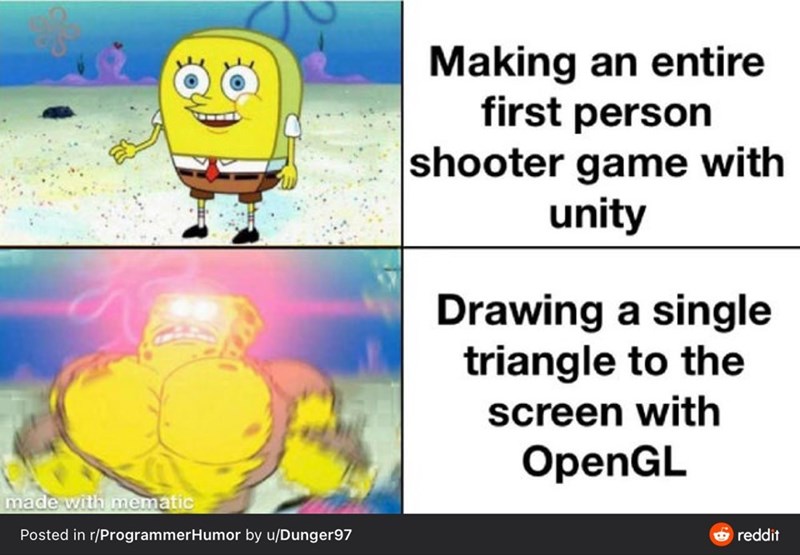 Making an entire
first person
shooter game with
unity
Drawing a single
triangle to the
screen with
OpenGL
made with mematic
Posted in r/ProgrammerHumor by u/Dunger97
reddit